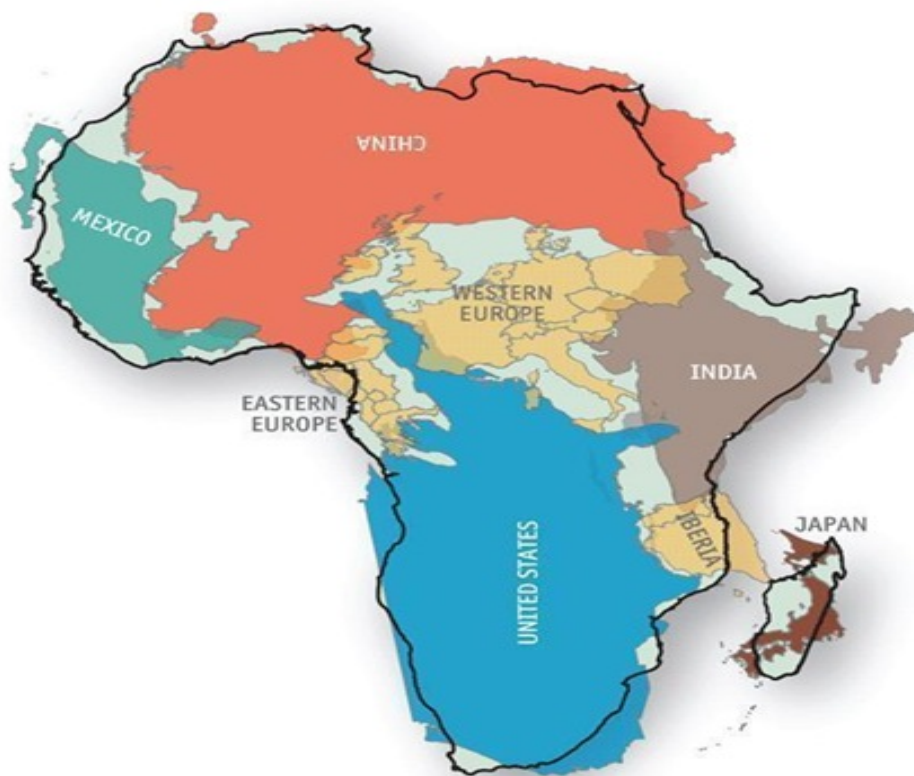 CHINA
MEXICO
WESTERN
EUROPE
INDIA
EASTERN
EUROPE
IBERIA
JAPAN
UNITED STATES